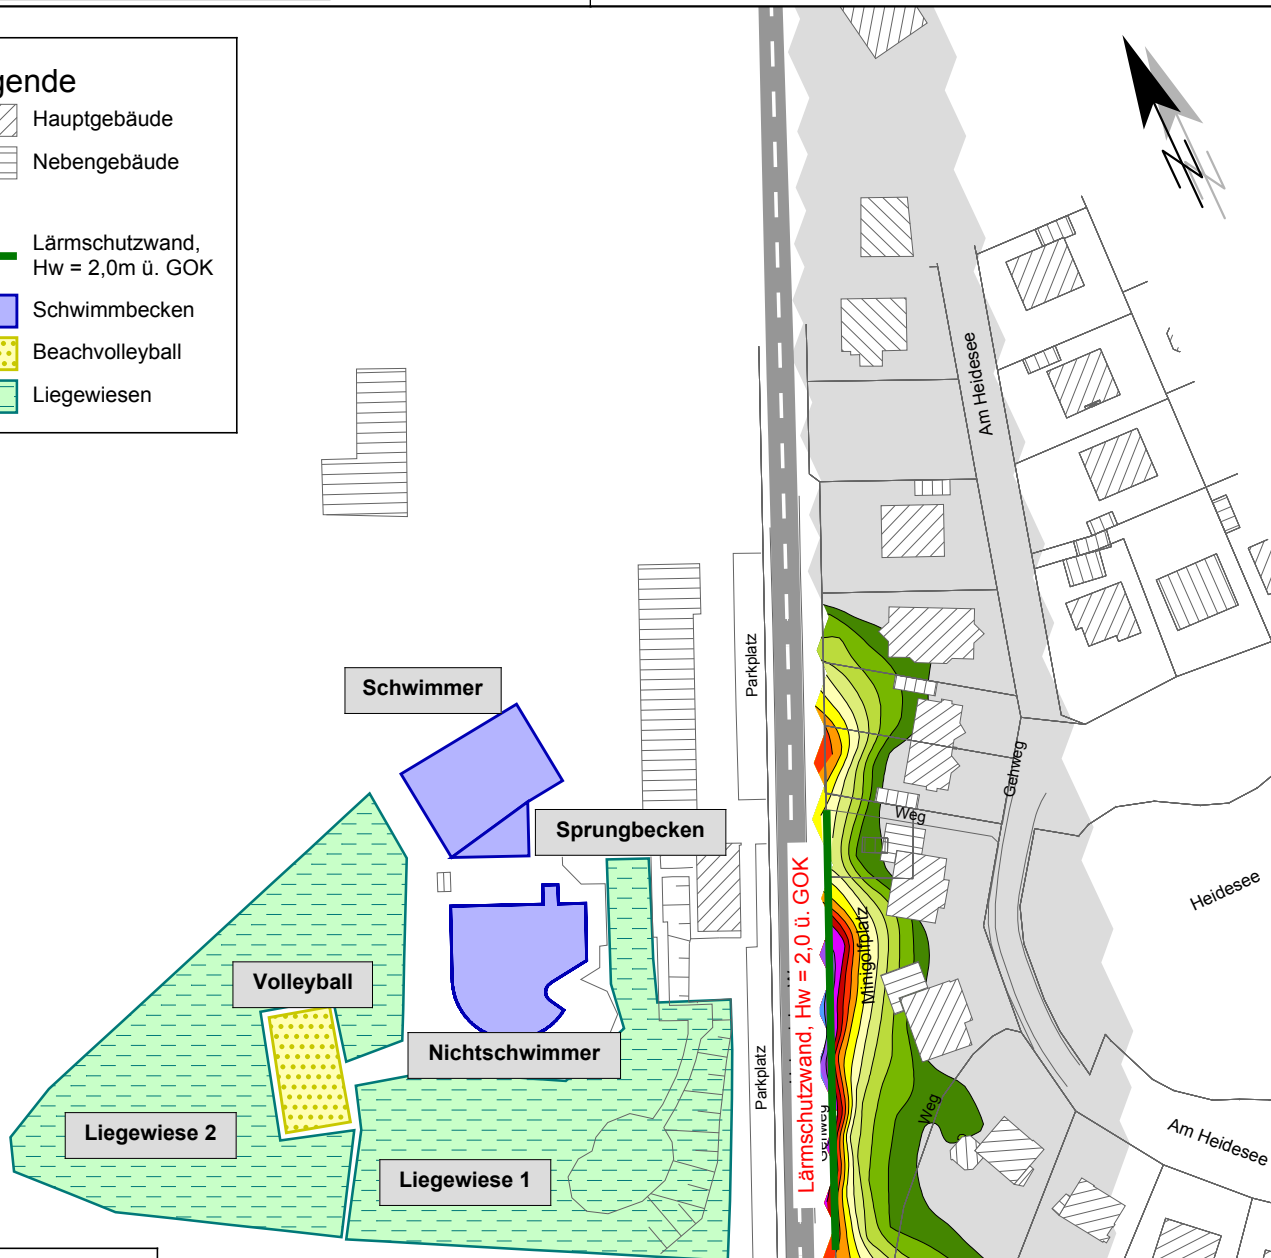 gende
Hauptgebäude
Nebengebäude
Lärmschutzwand,
Hw = 2,0m ü. GOK
Schwimmbecken
Beachvolleyball
Liegewiesen
N
Am Heidesee
Parkplatz
Schwimmer
Gehweg
Weg
Sprungbecken
Heidesee
Lärmschutzwand, Hw = 2,0 ü. GOK
Minigolfplatz
Volleyball
Nichtschwimmer
Parkplatz
Gehweg
Weg
Liegewiese 2
Am Heidesee
Liegewiese 1